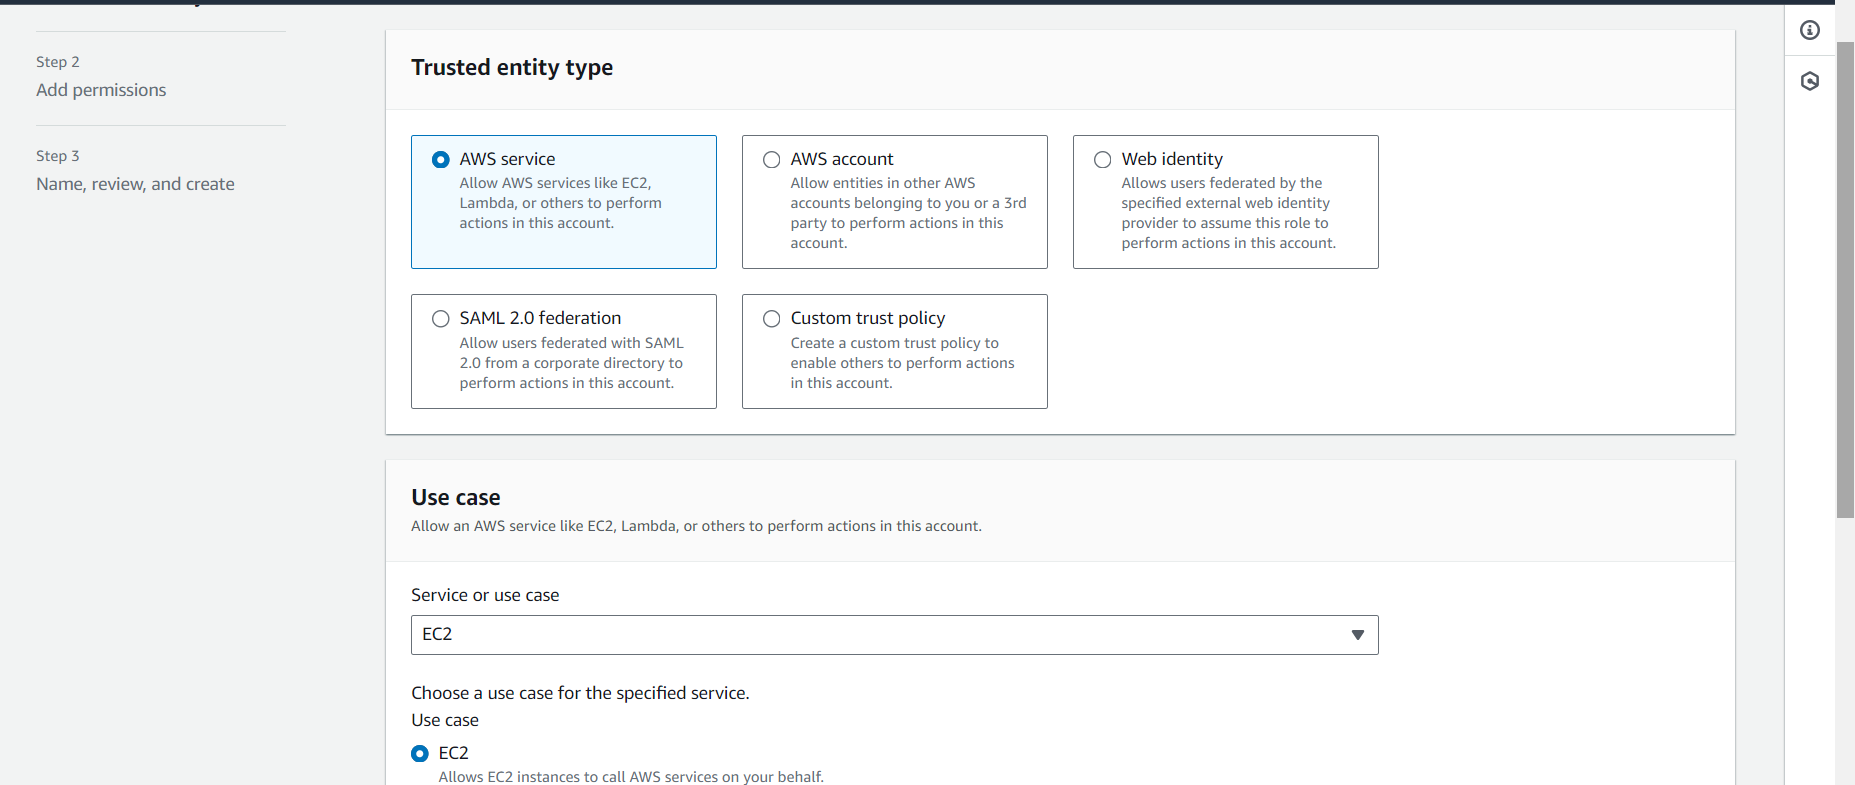 Step 2
Add permissions
Step 3
Name, review, and create
Trusted entity type
AWS service
Allow AWS services like EC2,
Lambda, or others to perform
actions in this account.
AWS account
Allow entities in other AWS
accounts belonging to you or a 3rd
party to perform actions in this
account.
Web identity
Allows users federated by the
specified external web identity
provider to assume this role to
perform actions in this account.
SAML 2.0 federation
Allow users federated with SAML
2.0 from a corporate directory to
perform actions in this account.
Custom trust policy
Create a custom trust policy to
enable others to perform actions
in this account.
Use case
Allow an AWS service like EC2, Lambda, or others to perform actions in this account.
Service or use case
EC2
Choose a use case for the specified service.
Use case
EC2
Allows EC2 instances to call AWS services on your behalf.